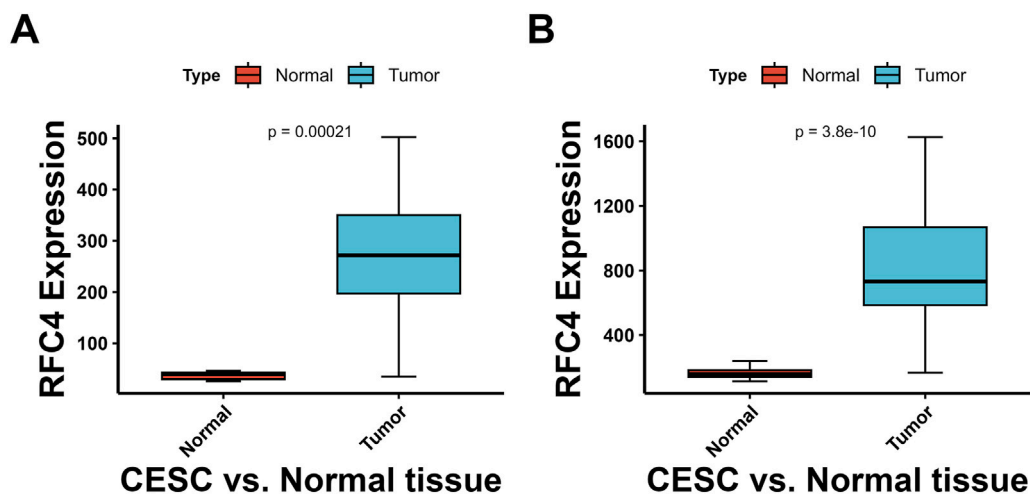 A
Type Normal Tumor
p = 0.00021
RFC4 Expression
500
400
300
200
100
Normal
Tumor
CESC vs. Normal tissue
B
Type Normal Tumor
p = 3.8e-10
RFC4 Expression
1600
1200
800
400
Normal
Tumor
CESC vs. Normal tissue